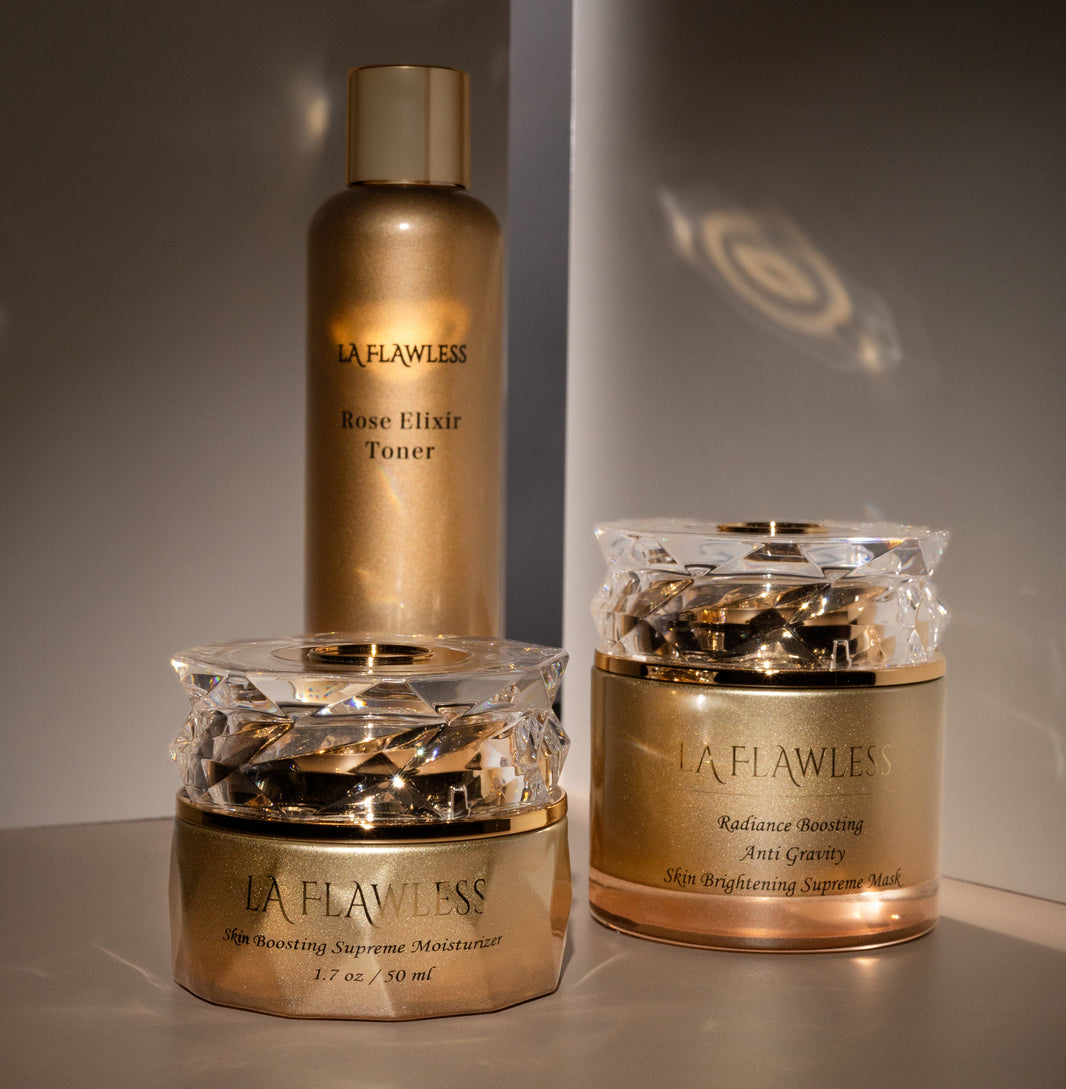 LA FLAWLESS
Rose Elixir
Toner
LA FLAWLESS
Skin Boosting Supreme Moisturizer
1.7 oz / 50 ml
LA FLAWLESS
Radiance Boosting
Anti Gravity
Skin Brightening Supreme Mask